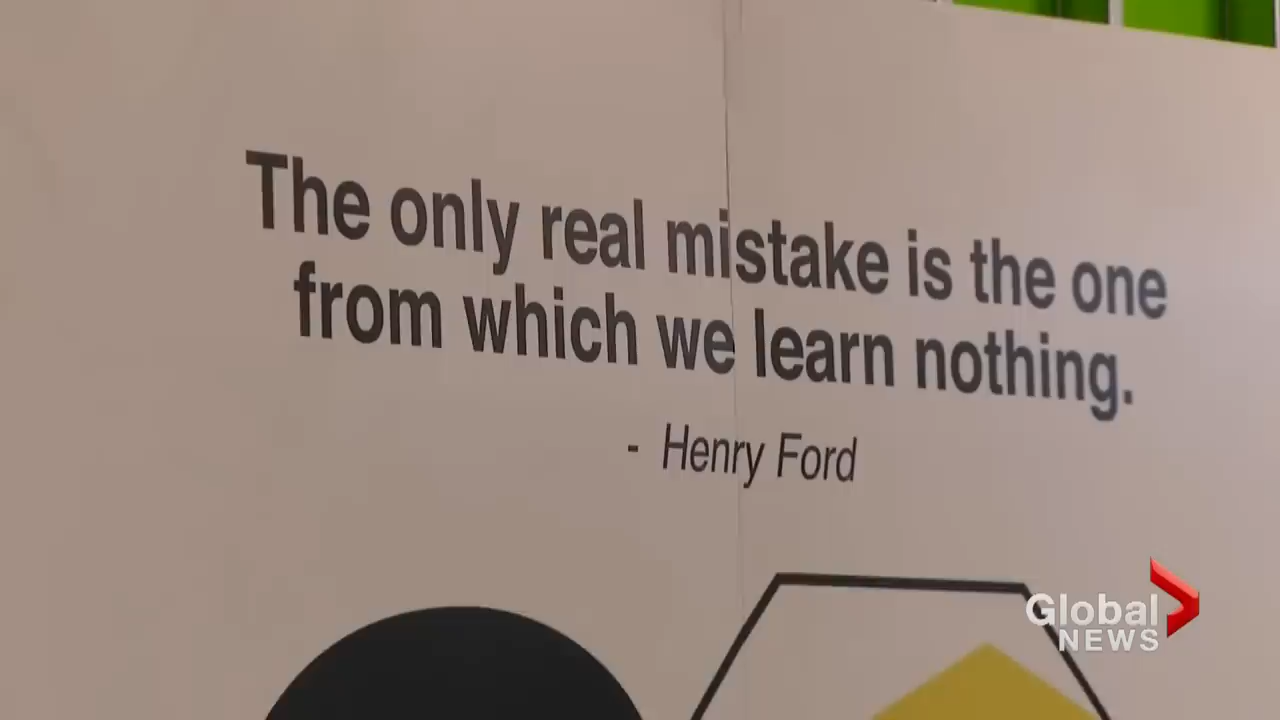 The only real mistake is the one
from which we learn nothing.
- Henry Ford
Global
NEWS